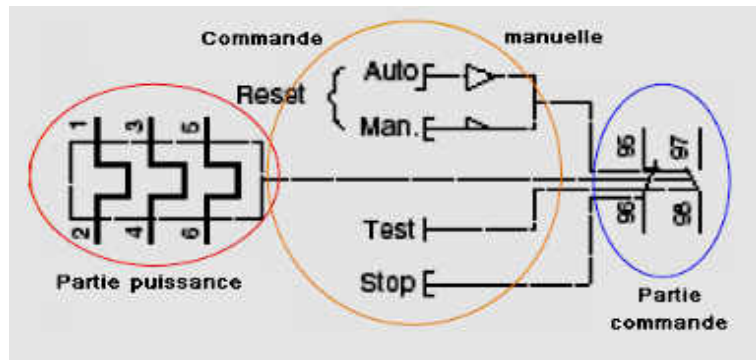 Commande manuelle
Auto
Reset
Man.
1 3 5
95 97
96 98
2 4 6
Test
Stop
Partie puissance
Partie
commande